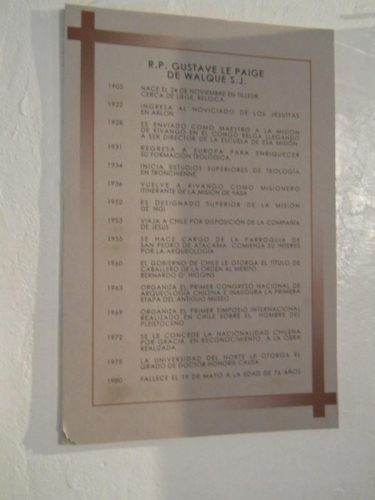 R.P. GUSTAVE LE PAIGE
DE WALQUE S.J.
1903 NACE EL 24 DE NOVIEMBRE EN TILLEUR,
CERCA DE LIEGE, BELGICA.
1922 INGRESA AL NOVICIADO DE LOS JESUITAS
EN ARLON.
1928 ES ENVIADO COMO MAESTRO A LA MISION
DE KIVANGO EN EL CONGO BELGA LLEGANDO
A SER DIRECTOR DE LA ESCUELA DE ESA MISION.
1931 REGRESA A EUROPA PARA ENRIQUECER
SU FORMACION TEOLOGICA.
1934 INICIA ESTUDIOS SUPERIORES DE TEOLOGIA
EN TRONCHIENNE
1936 VUELVE A KIVANGO COMO MISIONERO
ITINERANTE DE LA MISION DE YASA
1952 ES DESIGNADO SUPERIOR DE LA MISION
DE NGI
1953 VIAJA A CHILE POR DISPOSICION DE LA COMPAÑIA
DE JESUS
1955 SE HACE CARGO DE LA PARROQUIA DE
SAN PEDRO DE ATACAMA. COMIENZA SU INTERES
POR LA ARQUEOLOGIA
1960 EL GOBIERNO DE CHILE LE OTORGA EL TITULO DE
CABALLERO DE LA ORDEN AL MERITO
BERNARDO O'HIGGINS
1963 ORGANIZA EL PRIMER CONGRESO NACIONAL DE
ARQUEOLOGIA CHILENA E INAUGURA LA PRIMERA
ETAPA DEL ANTIGUO MUSEO
1969 ORGANIZA EL PRIMER SIMPOSIO INTERNACIONAL
REALIZADO EN CHILE SOBRE EL HOMBRE DEL
PLEISTOCENO
1972 SE LE CONCEDE LA NACIONALIDAD CHILENA
POR GRACIA, EN RECONOCIMIENTO A LA OBRA
REALIZADA
1976 LA UNIVERSIDAD DEL NORTE LE OTORGA EL
GRADO DE DOCTOR HONORIS CAUSA
1980 FALLECE EL 19 DE MAYO A LA EDAD DE 76 AÑOS